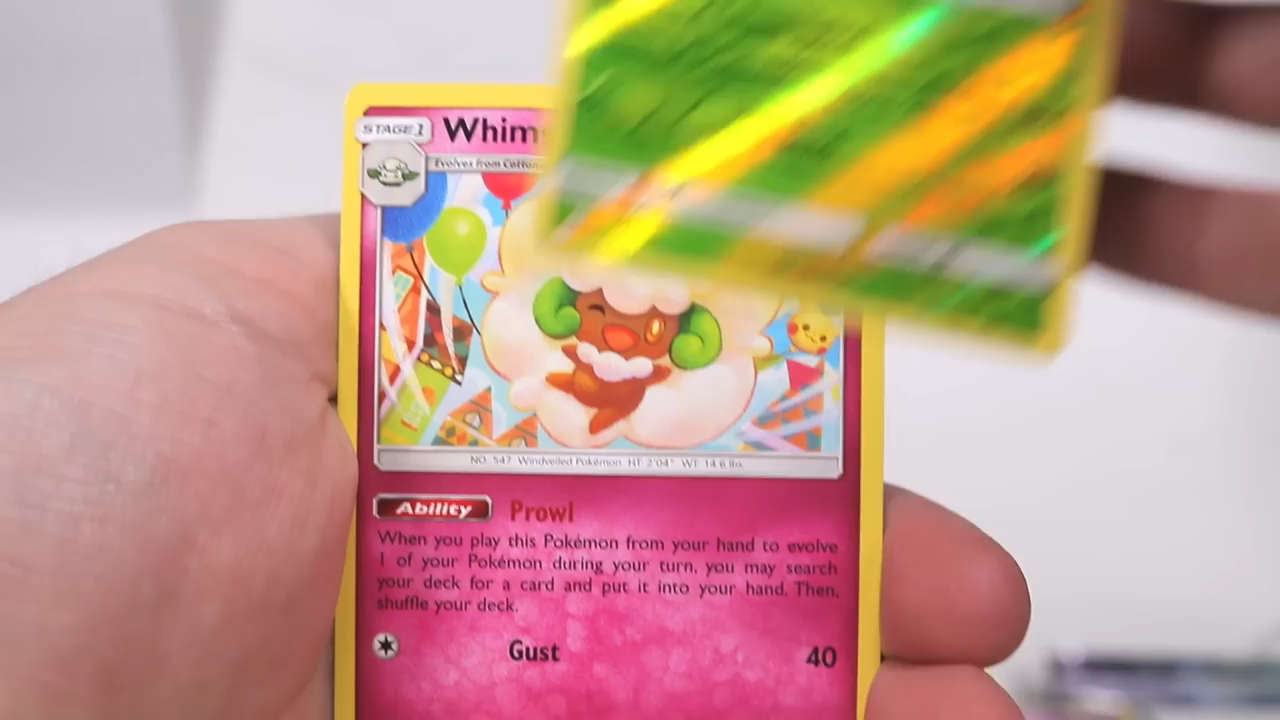 STAGE 1
Evolves from
NO. 547 Windveiled Pokémon HT: 2'04" WT: 14.6 lbs.
Ability Prowl
When you play this Pokémon from your hand to evolve
1 of your Pokémon during your turn, you may search
your deck for a card and put it into your hand. Then,
shuffle your deck.
Gust 40